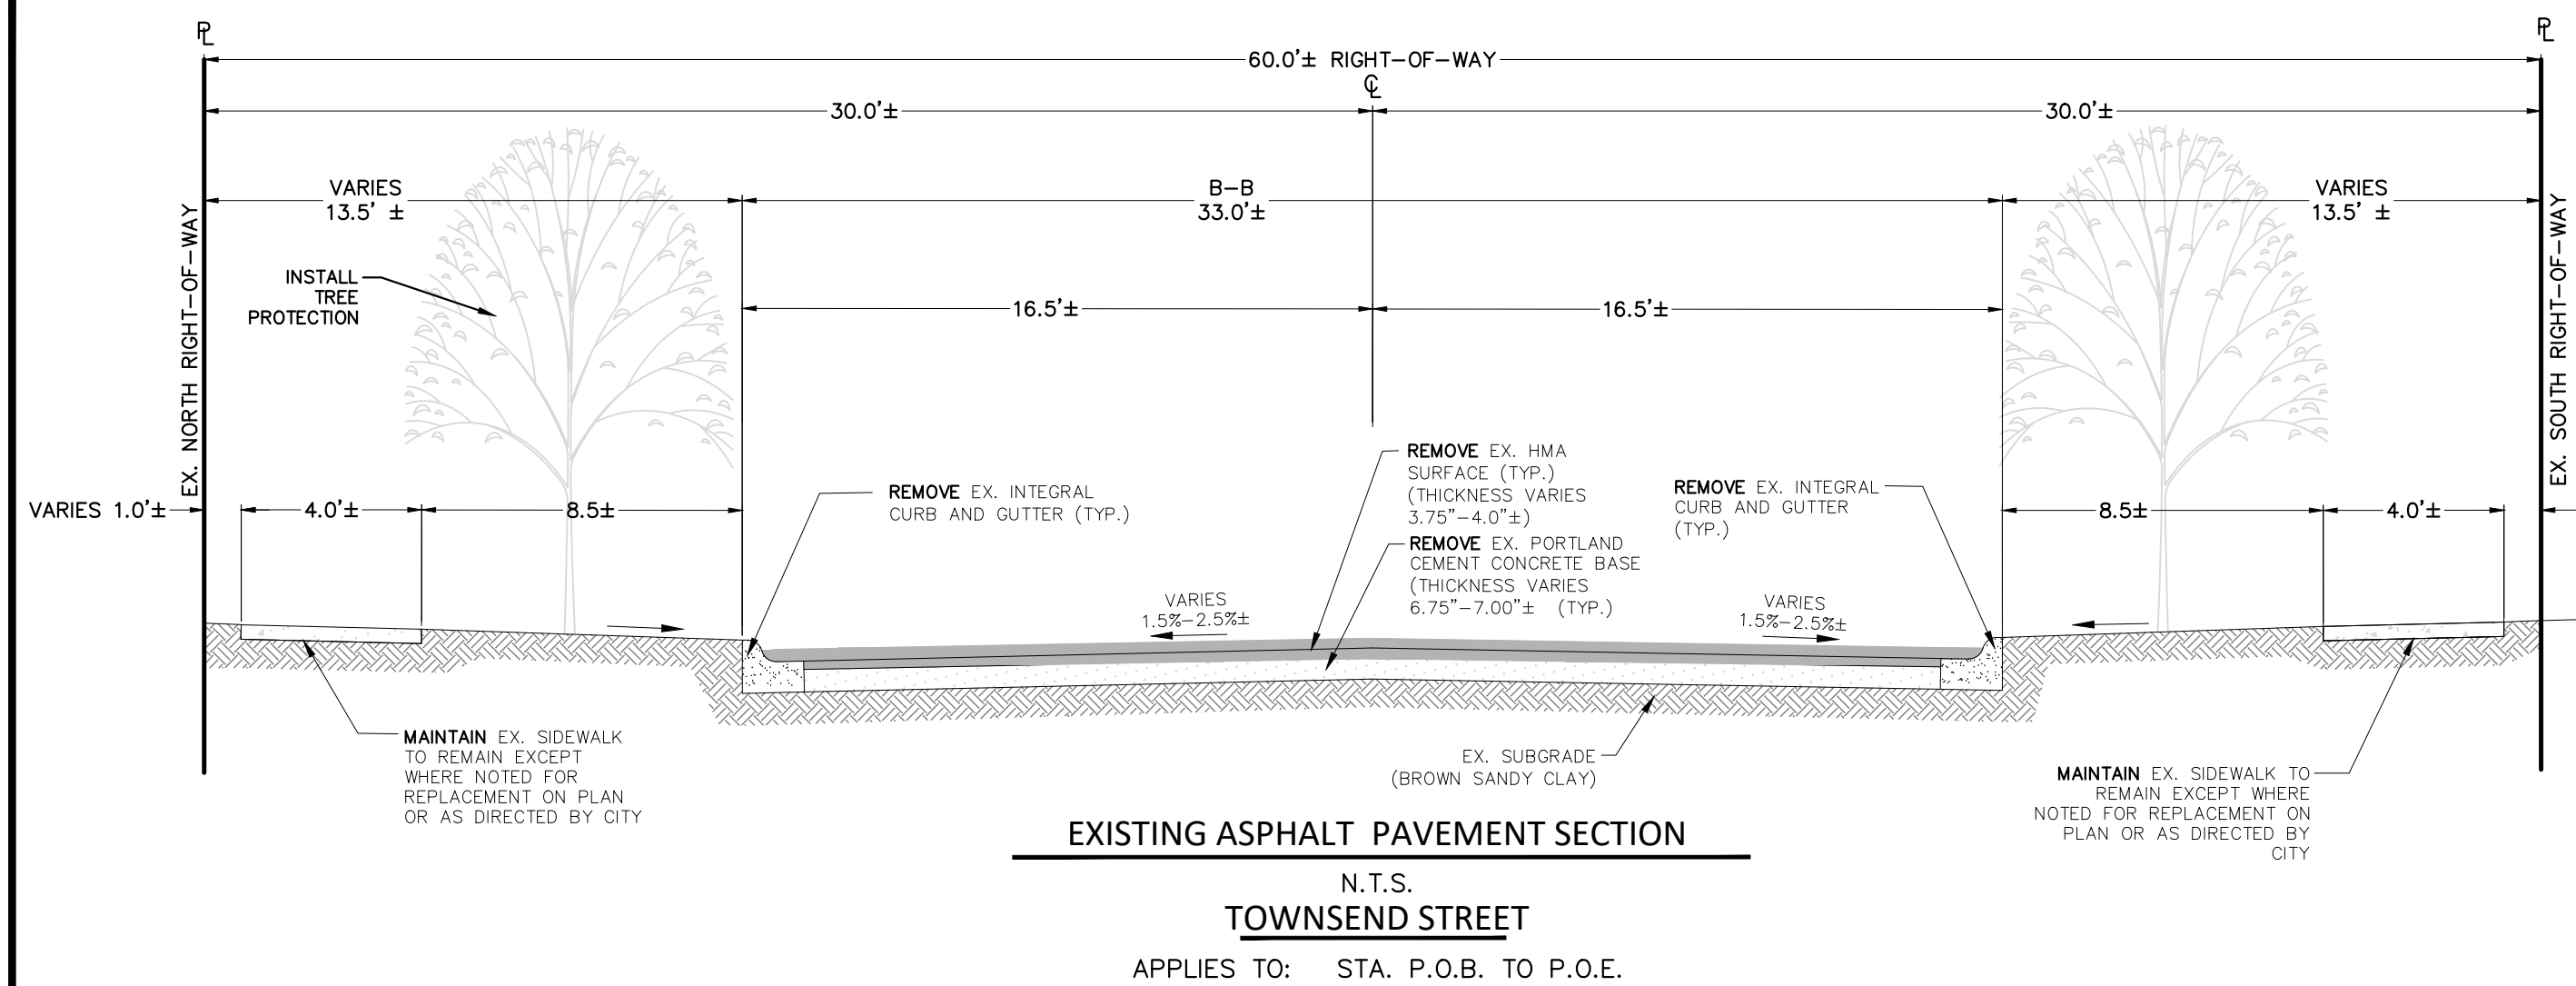 PL
PL
60.0'± RIGHT-OF-WAY
CL
30.0'±
30.0'±
VARIES
13.5' ±
B-B
33.0'±
VARIES
13.5' ±
EX. NORTH RIGHT-OF-WAY
EX. SOUTH RIGHT-OF-WAY
INSTALL
TREE
PROTECTION
16.5'±
16.5'±
VARIES 1.0'±
4.0'±
8.5±
REMOVE EX. INTEGRAL
CURB AND GUTTER (TYP.)
REMOVE EX. HMA
SURFACE (TYP.)
(THICKNESS VARIES
3.75"-4.0"±)
REMOVE EX. PORTLAND
CEMENT CONCRETE BASE
(THICKNESS VARIES
6.75"-7.00"± (TYP.)
REMOVE EX. INTEGRAL
CURB AND GUTTER
(TYP.)
8.5±
4.0'±
VARIES
1.5%-2.5%±
VARIES
1.5%-2.5%±
MAINTAIN EX. SIDEWALK
TO REMAIN EXCEPT
WHERE NOTED FOR
REPLACEMENT ON PLAN
OR AS DIRECTED BY CITY
EX. SUBGRADE
(BROWN SANDY CLAY)
MAINTAIN EX. SIDEWALK TO
REMAIN EXCEPT WHERE
NOTED FOR REPLACEMENT ON
PLAN OR AS DIRECTED BY
CITY
EXISTING ASPHALT PAVEMENT SECTION
N.T.S.
TOWNSEND STREET
APPLIES TO: STA. P.O.B. TO P.O.E.